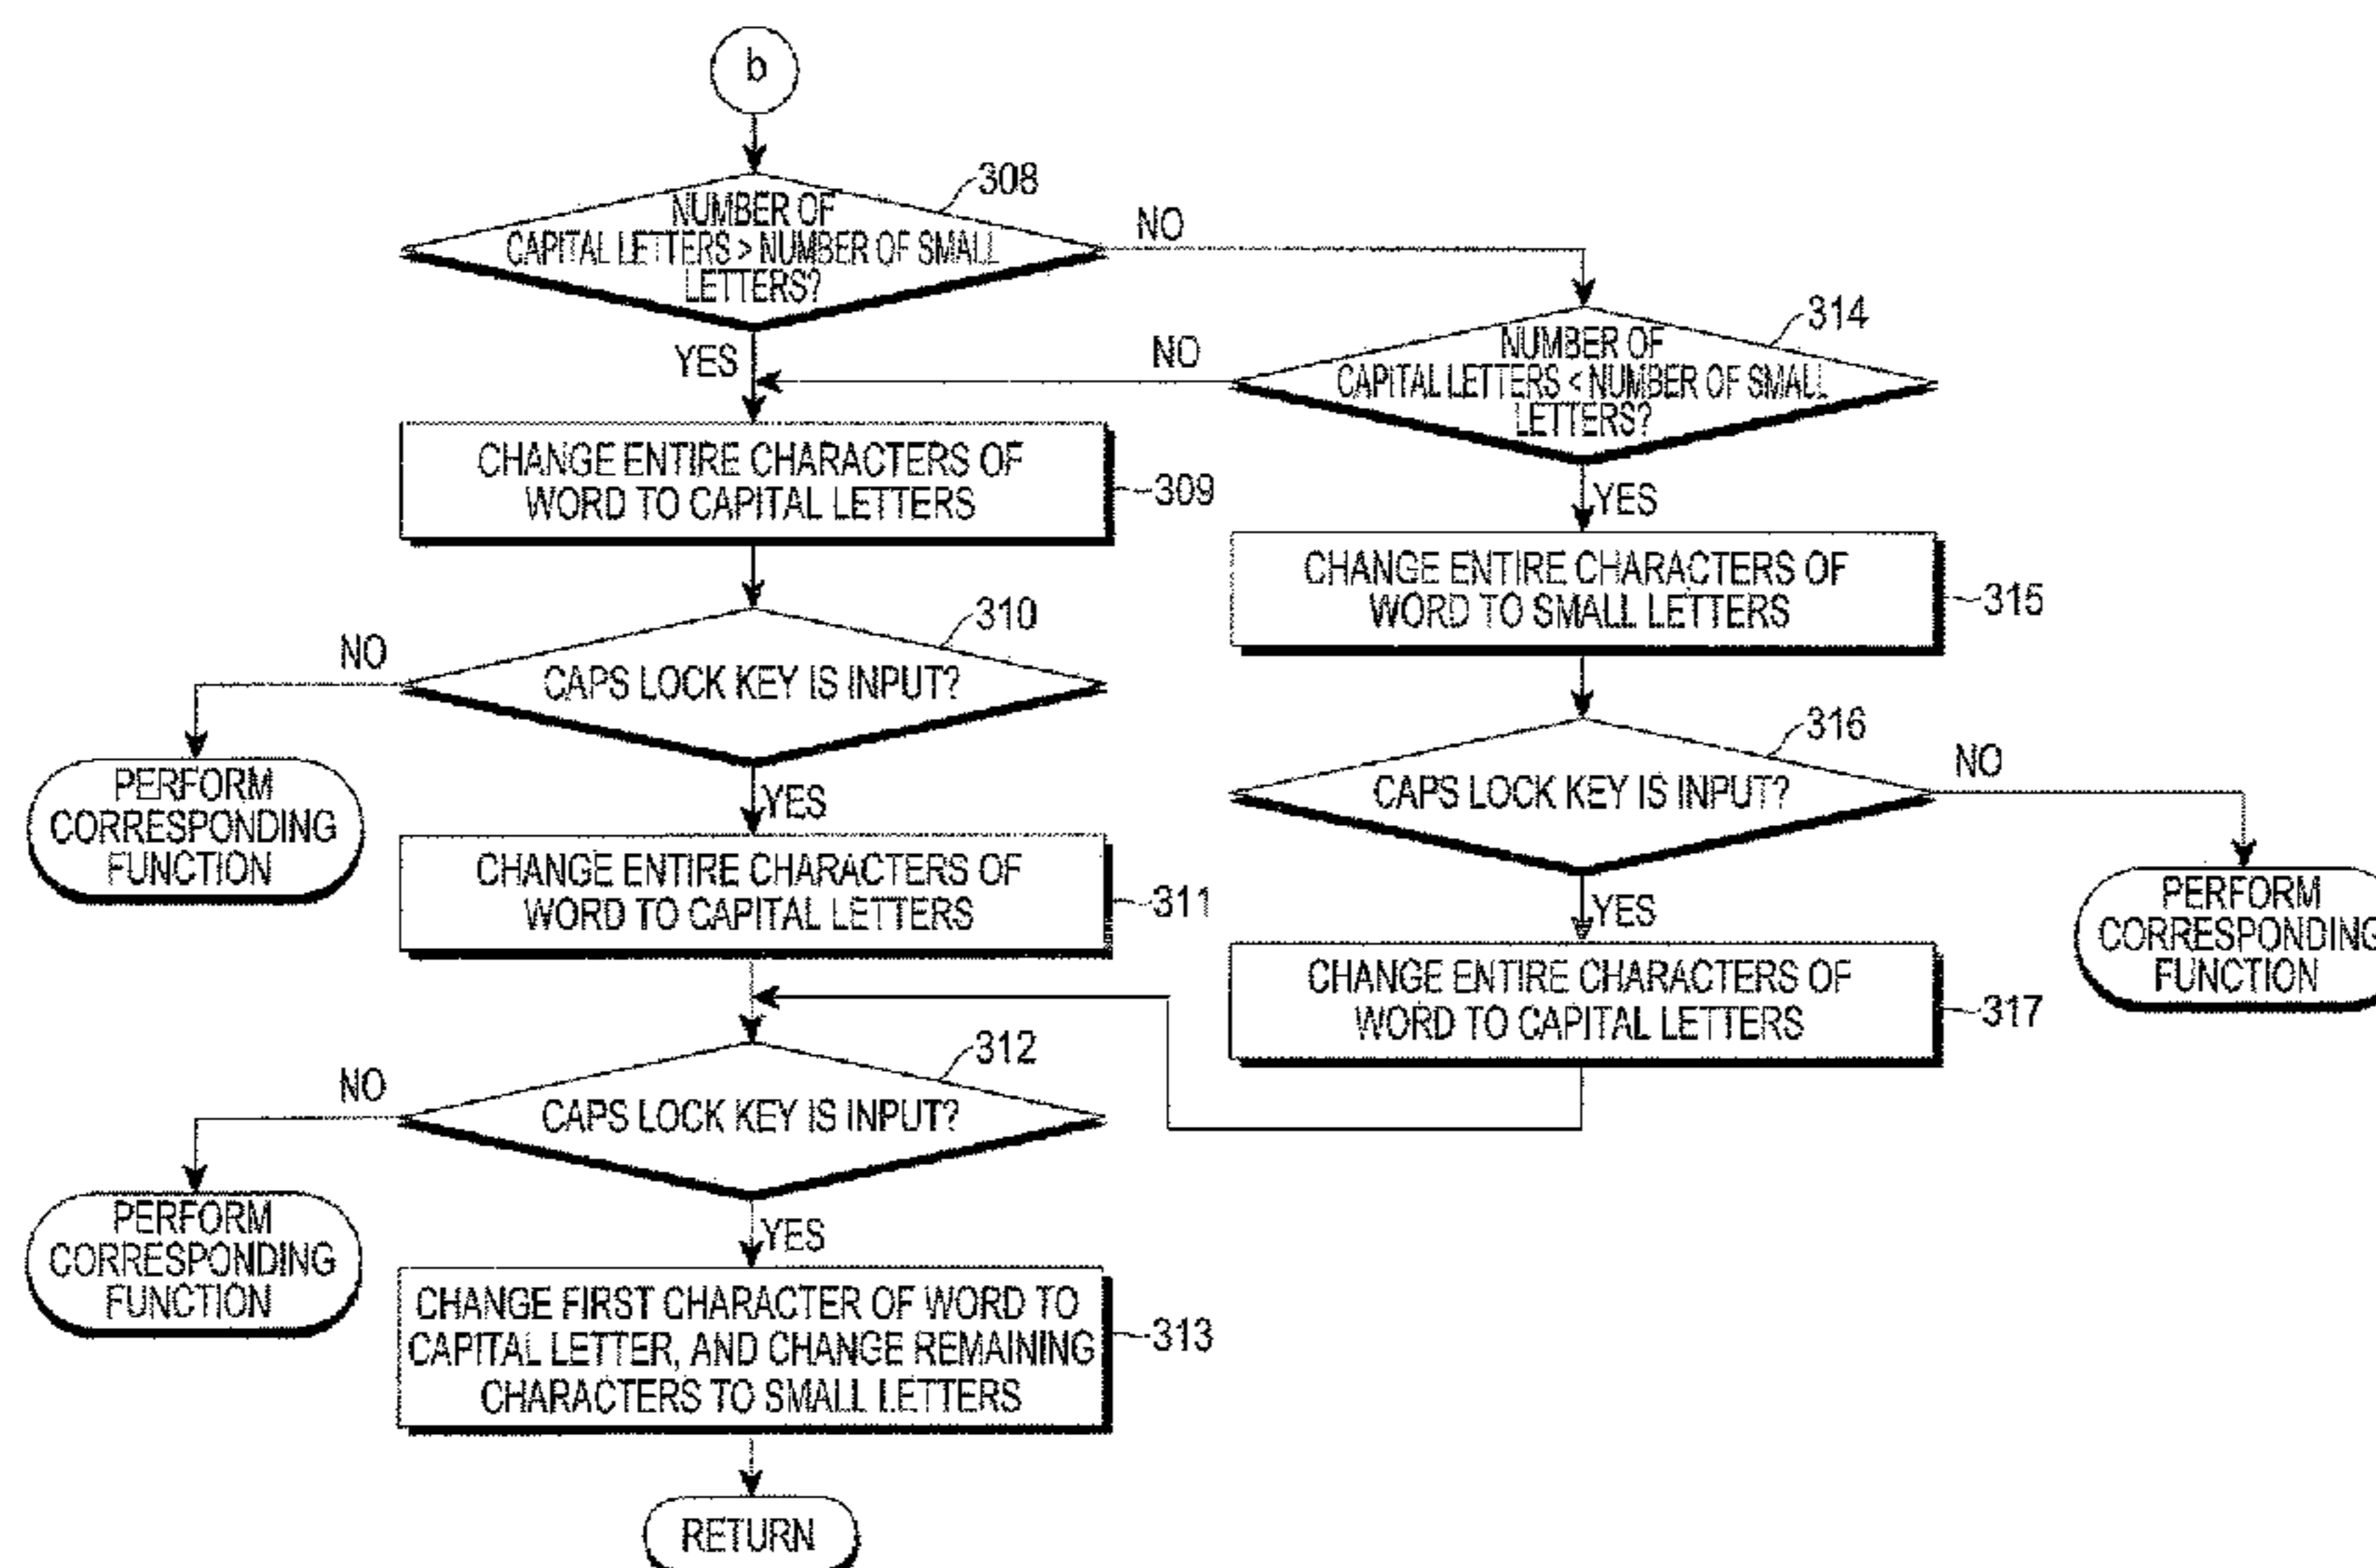 b
308
NUMBER OF
CAPITAL LETTERS > NUMBER OF SMALL
LETTERS?
NO
YES
314
NUMBER OF
CAPITAL LETTERS < NUMBER OF SMALL
LETTERS?
NO
YES
CHANGE ENTIRE CHARACTERS OF
WORD TO CAPITAL LETTERS
309
CHANGE ENTIRE CHARACTERS OF
WORD TO SMALL LETTERS
315
310
CAPS LOCK KEY IS INPUT?
NO
YES
PERFORM
CORRESPONDING
FUNCTION
316
CAPS LOCK KEY IS INPUT?
NO
YES
PERFORM
CORRESPONDING
FUNCTION
CHANGE ENTIRE CHARACTERS OF
WORD TO CAPITAL LETTERS
311
CHANGE ENTIRE CHARACTERS OF
WORD TO CAPITAL LETTERS
317
312
CAPS LOCK KEY IS INPUT?
NO
YES
PERFORM
CORRESPONDING
FUNCTION
CHANGE FIRST CHARACTER OF WORD TO
CAPITAL LETTER, AND CHANGE REMAINING
CHARACTERS TO SMALL LETTERS
313
RETURN